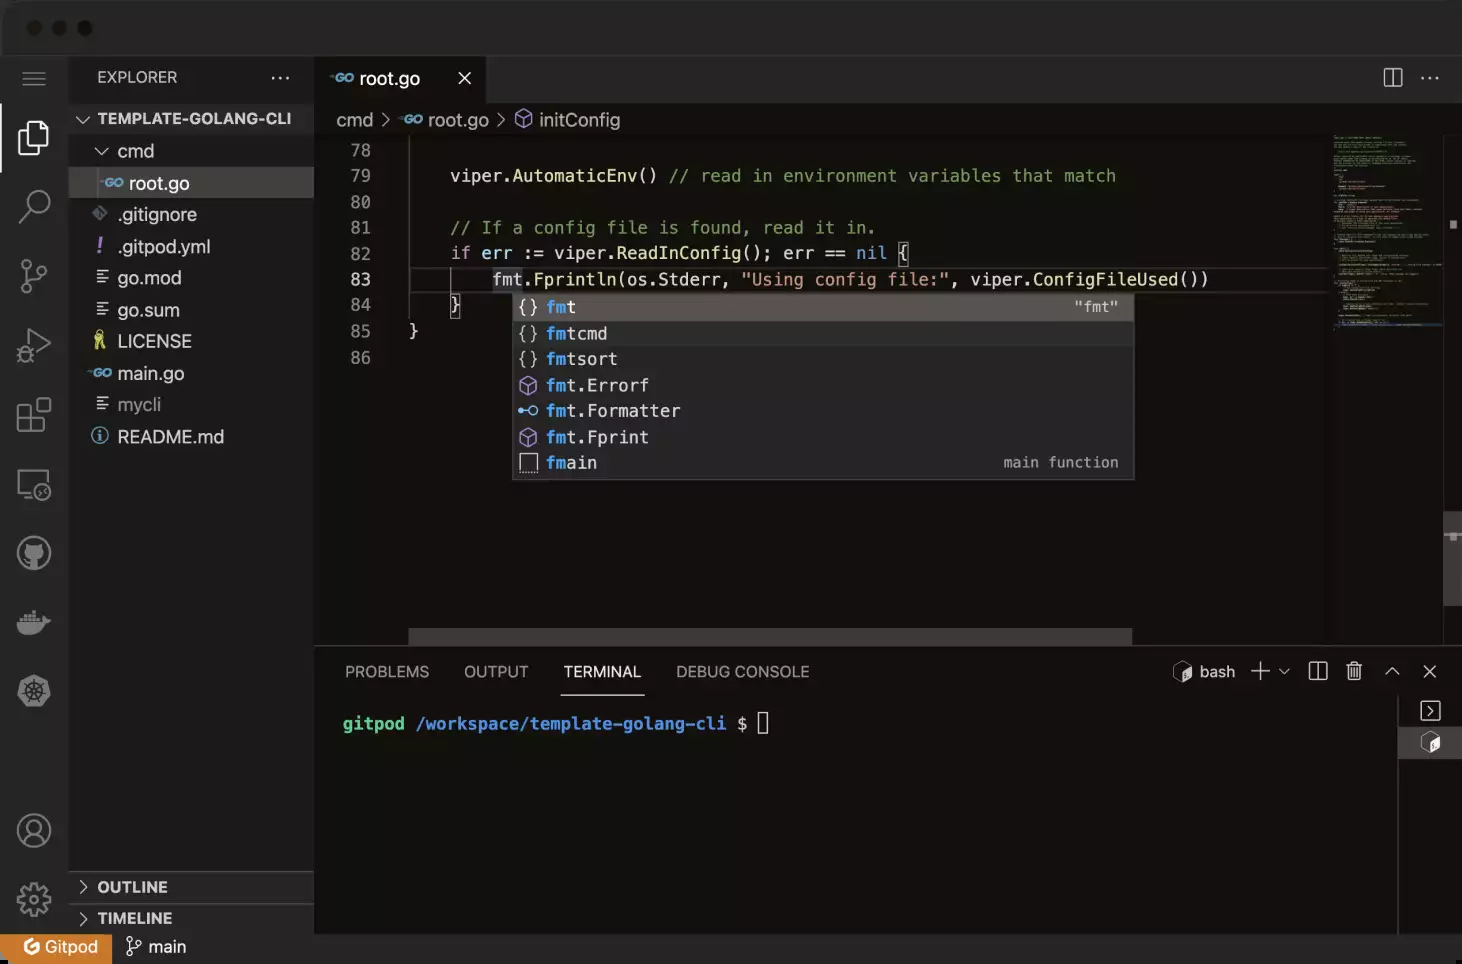 EXPLORER
GO root.go
TEMPLATE-GOLANG-CLI
cmd
GO root.go
.gitignore
! .gitpod.yml
go.mod
go.sum
LICENSE
GO main.go
mycli
README.md
OUTLINE
TIMELINE
cmd > GO root.go > initConfig
78
79 viper.AutomaticEnv() // read in environment variables that match
80
81 // If a config file is found, read it in.
82 if err := viper.ReadInConfig(); err == nil {
83 fmt.Fprintln(os.Stderr, "Using config file:", viper.ConfigFileUsed())
84 }
85 }
86
{} fmt "fmt"
{} fmtcmd
{} fmtsort
fmt.Errorf
fmt.Formatter
fmt.Fprint
fmain main function
PROBLEMS OUTPUT TERMINAL DEBUG CONSOLE bash
gitpod /workspace/template-golang-cli $
Gitpod main